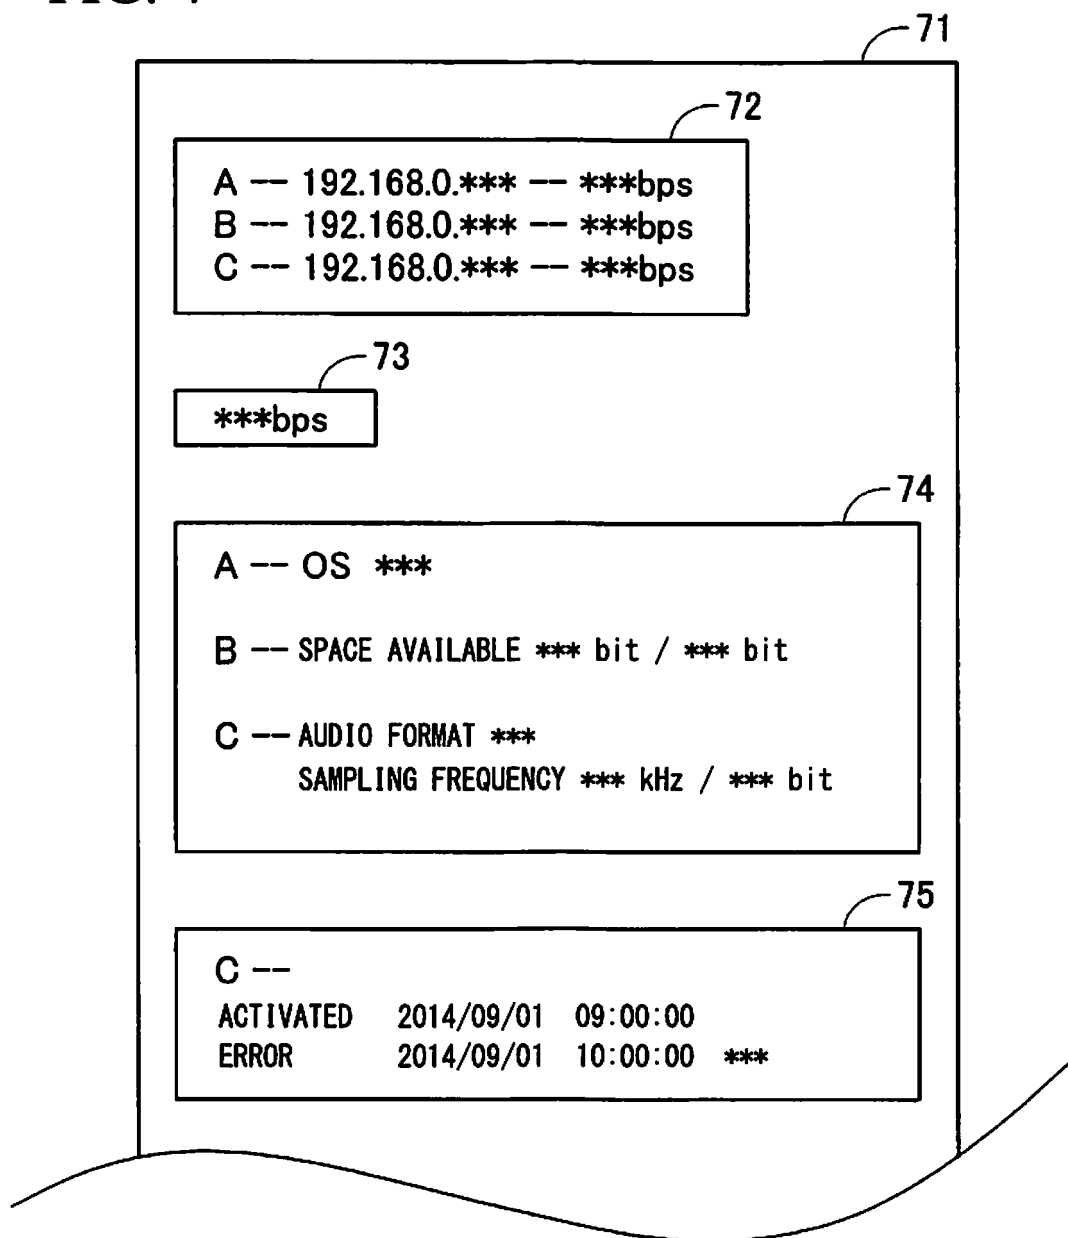 71
72
A -- 192.168.0.*** -- ***bps
B -- 192.168.0.*** -- ***bps
C -- 192.168.0.*** -- ***bps
73
***bps
74
A -- OS ***
B -- SPACE AVAILABLE *** bit / *** bit
C -- AUDIO FORMAT ***
SAMPLING FREQUENCY *** kHz / *** bit
75
C --
ACTIVATED 2014/09/01 09:00:00
ERROR 2014/09/01 10:00:00 ***